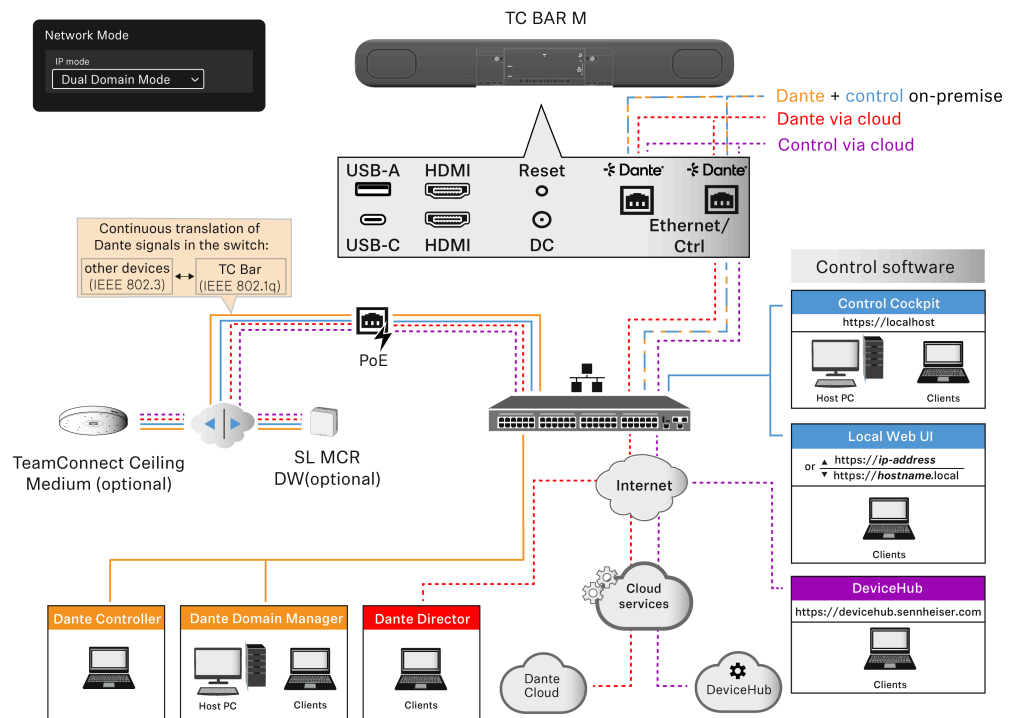 TC BAR M
Network Mode
IP mode
Dual Domain Mode
Dante + control on-premise
Dante via cloud
Control via cloud
USB-A
HDMI
Reset
Dante
Dante
USB-C
HDMI
DC
Ethernet/
Ctrl
Continuous translation of
Dante signals in the switch:
other devices
(IEEE 802.3)
TC Bar
(IEEE 802.1q)
PoE
Control software
Control Cockpit
https://localhost
Host PC
Clients
TeamConnect Ceiling
Medium (optional)
SL MCR
DW(optional)
Local Web UI
or
https://ip-address
https://hostname.local
Clients
Internet
Cloud
services
DeviceHub
https://devicehub.sennheiser.com
Clients
Dante Controller
Dante Domain Manager
Host PC
Clients
Dante Director
Clients
Dante
Cloud
DeviceHub